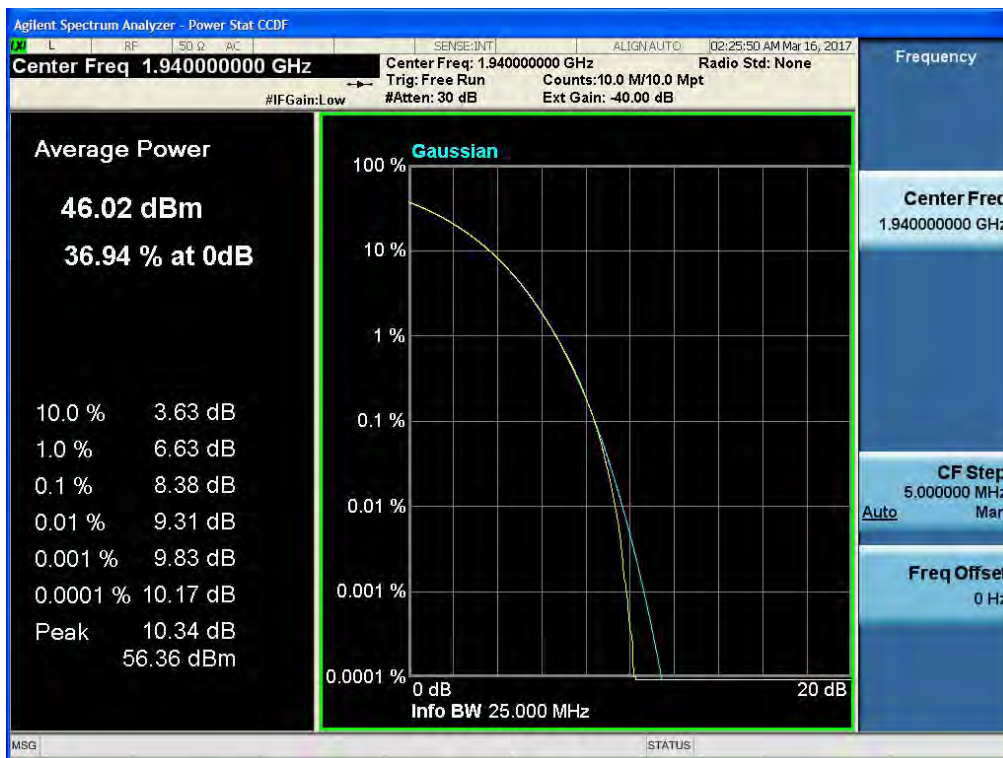 Agilent Spectrum Analyzer - Power Stat CCDF
L RF 50 Ω AC SENSE:INT ALIGN AUTO 02:25:50 AM Mar 16, 2017
Center Freq 1.940000000 GHz
Center Freq: 1.940000000 GHz Radio Std: None
Trig: Free Run Counts:10.0 M/10.0 Mpt
#IFGain:Low #Atten: 30 dB Ext Gain: -40.00 dB
Average Power
46.02 dBm
36.94 % at 0dB
10.0 % 3.63 dB
1.0 % 6.63 dB
0.1 % 8.38 dB
0.01 % 9.31 dB
0.001 % 9.83 dB
0.0001 % 10.17 dB
Peak 10.34 dB
56.36 dBm
Gaussian
100 %
10 %
1 %
0.1 %
0.01 %
0.001 %
0.0001 %
0 dB 20 dB
Info BW 25.000 MHz
Frequency
Center Freq
1.940000000 GHz
CF Step
5.000000 MHz
Auto Man
Freq Offset
0 Hz
MSG STATUS